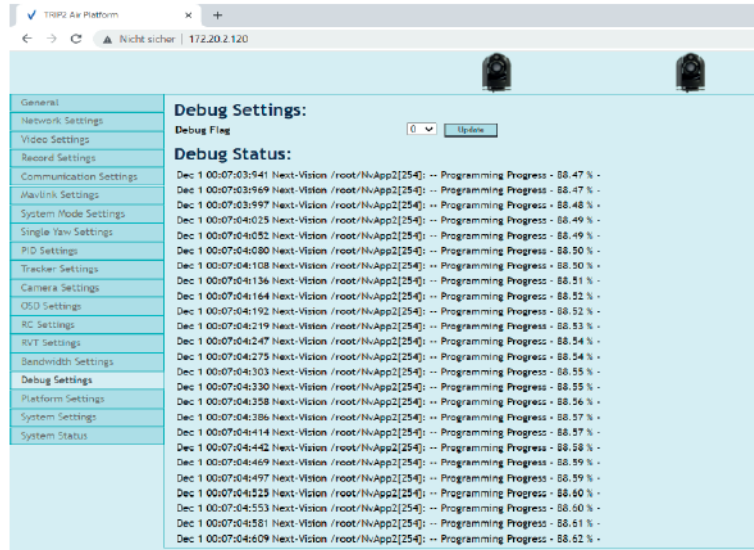 TRIP2 Air Platform
Nicht sicher | 172.20.2.120
General
Network Settings
Video Settings
Record Settings
Communication Settings
Mavlink Settings
System Mode Settings
Single Yaw Settings
PID Settings
Tracker Settings
Camera Settings
OSD Settings
RC Settings
RVT Settings
Bandwidth Settings
Debug Settings
Platform Settings
System Settings
System Status
Debug Settings:
Debug Flag 0 Update
Debug Status:
Dec 1 00:07:03:941 Next-Vision /root/NvApp2[254]: -- Programming Progress - 88.47 % -
Dec 1 00:07:03:969 Next-Vision /root/NvApp2[254]: -- Programming Progress - 88.47 % -
Dec 1 00:07:03:997 Next-Vision /root/NvApp2[254]: -- Programming Progress - 88.48 % -
Dec 1 00:07:04:025 Next-Vision /root/NvApp2[254]: -- Programming Progress - 88.49 % -
Dec 1 00:07:04:052 Next-Vision /root/NvApp2[254]: -- Programming Progress - 88.49 % -
Dec 1 00:07:04:080 Next-Vision /root/NvApp2[254]: -- Programming Progress - 88.50 % -
Dec 1 00:07:04:108 Next-Vision /root/NvApp2[254]: -- Programming Progress - 88.50 % -
Dec 1 00:07:04:136 Next-Vision /root/NvApp2[254]: -- Programming Progress - 88.51 % -
Dec 1 00:07:04:164 Next-Vision /root/NvApp2[254]: -- Programming Progress - 88.52 % -
Dec 1 00:07:04:192 Next-Vision /root/NvApp2[254]: -- Programming Progress - 88.52 % -
Dec 1 00:07:04:219 Next-Vision /root/NvApp2[254]: -- Programming Progress - 88.53 % -
Dec 1 00:07:04:247 Next-Vision /root/NvApp2[254]: -- Programming Progress - 88.54 % -
Dec 1 00:07:04:275 Next-Vision /root/NvApp2[254]: -- Programming Progress - 88.54 % -
Dec 1 00:07:04:303 Next-Vision /root/NvApp2[254]: -- Programming Progress - 88.55 % -
Dec 1 00:07:04:330 Next-Vision /root/NvApp2[254]: -- Programming Progress - 88.55 % -
Dec 1 00:07:04:358 Next-Vision /root/NvApp2[254]: -- Programming Progress - 88.56 % -
Dec 1 00:07:04:386 Next-Vision /root/NvApp2[254]: -- Programming Progress - 88.57 % -
Dec 1 00:07:04:414 Next-Vision /root/NvApp2[254]: -- Programming Progress - 88.57 % -
Dec 1 00:07:04:442 Next-Vision /root/NvApp2[254]: -- Programming Progress - 88.58 % -
Dec 1 00:07:04:469 Next-Vision /root/NvApp2[254]: -- Programming Progress - 88.59 % -
Dec 1 00:07:04:497 Next-Vision /root/NvApp2[254]: -- Programming Progress - 88.59 % -
Dec 1 00:07:04:525 Next-Vision /root/NvApp2[254]: -- Programming Progress - 88.60 % -
Dec 1 00:07:04:553 Next-Vision /root/NvApp2[254]: -- Programming Progress - 88.60 % -
Dec 1 00:07:04:581 Next-Vision /root/NvApp2[254]: -- Programming Progress - 88.61 % -
Dec 1 00:07:04:609 Next-Vision /root/NvApp2[254]: -- Programming Progress - 88.62 % -